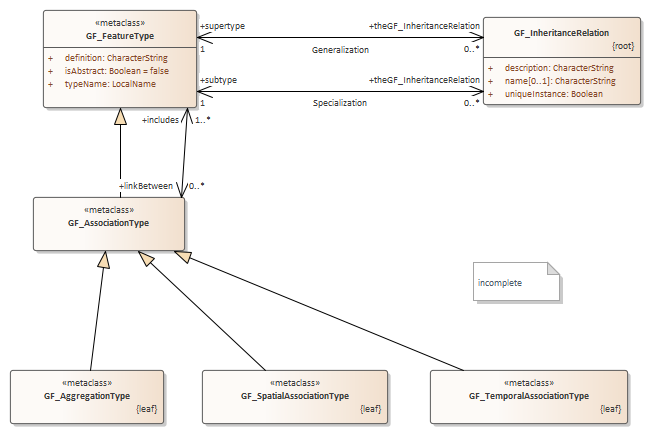 «metaclass»
GF_FeatureType
+ definition: CharacterString
+ isAbstract: Boolean = false
+ typeName: LocalName
+supertype
+theGF_InheritanceRelation
1
Generalization
0..*
+subtype
+theGF_InheritanceRelation
1
Specialization
0..*
GF_InheritanceRelation
{root}
+ description: CharacterString
+ name[0..1]: CharacterString
+ uniqueInstance: Boolean
+includes
1..*
+linkBetween
0..*
«metaclass»
GF_AssociationType
incomplete
«metaclass»
GF_AggregationType
{leaf}
«metaclass»
GF_SpatialAssociationType
{leaf}
«metaclass»
GF_TemporalAssociationType
{leaf}